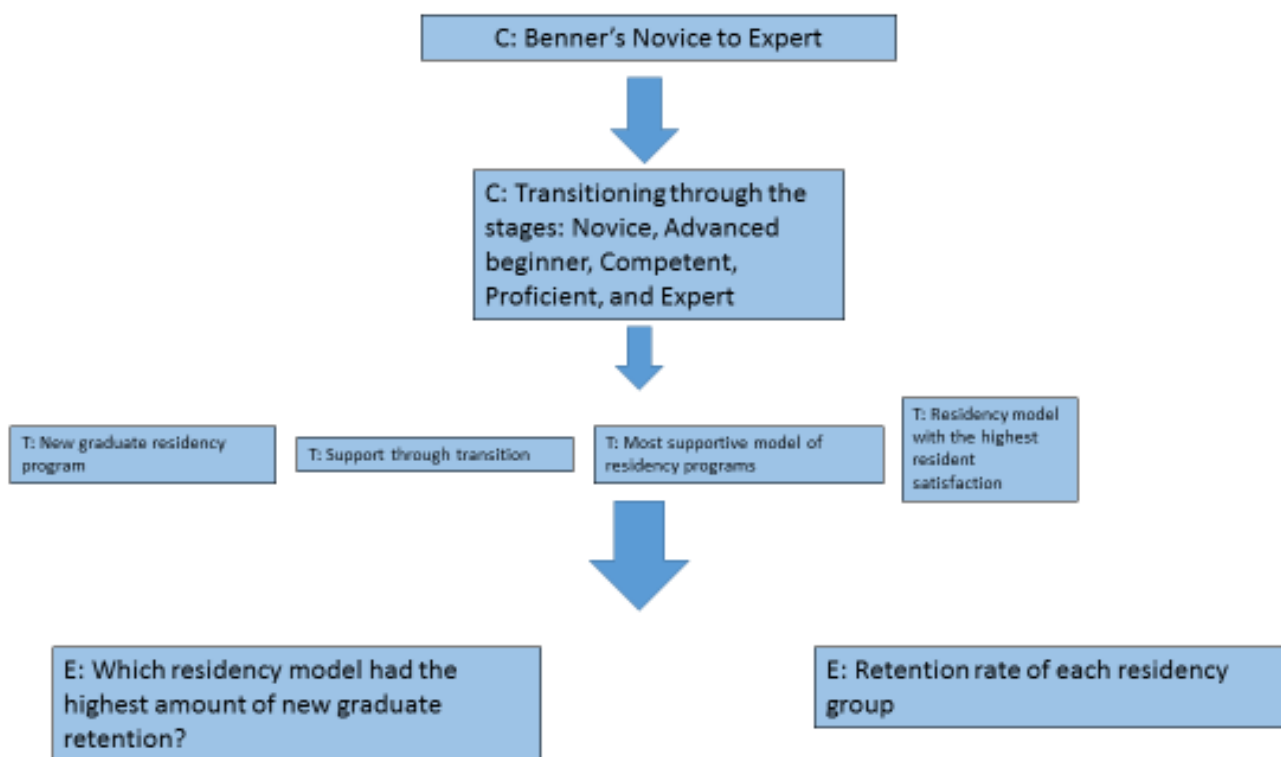 C: Benner’s Novice to Expert
C: Transitioning through the
stages: Novice, Advanced
beginner, Competent,
Proficient, and Expert
T: New graduate residency
program
T: Support through transition
T: Most supportive model of
residency programs
T: Residency model
with the highest
resident
satisfaction
E: Which residency model had the
highest amount of new graduate
retention?
E: Retention rate of each residency
group